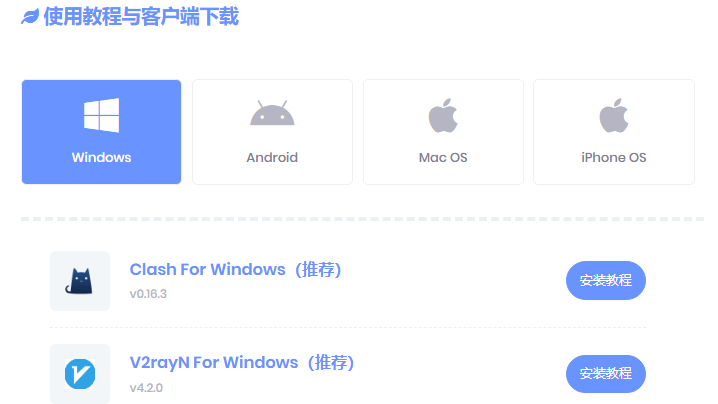 使用教程与客户端下载
Windows
Android
Mac OS
iPhone OS
Clash For Windows（推荐）
v0.16.3
安装教程
V2rayN For Windows（推荐）
v4.2.0
安装教程